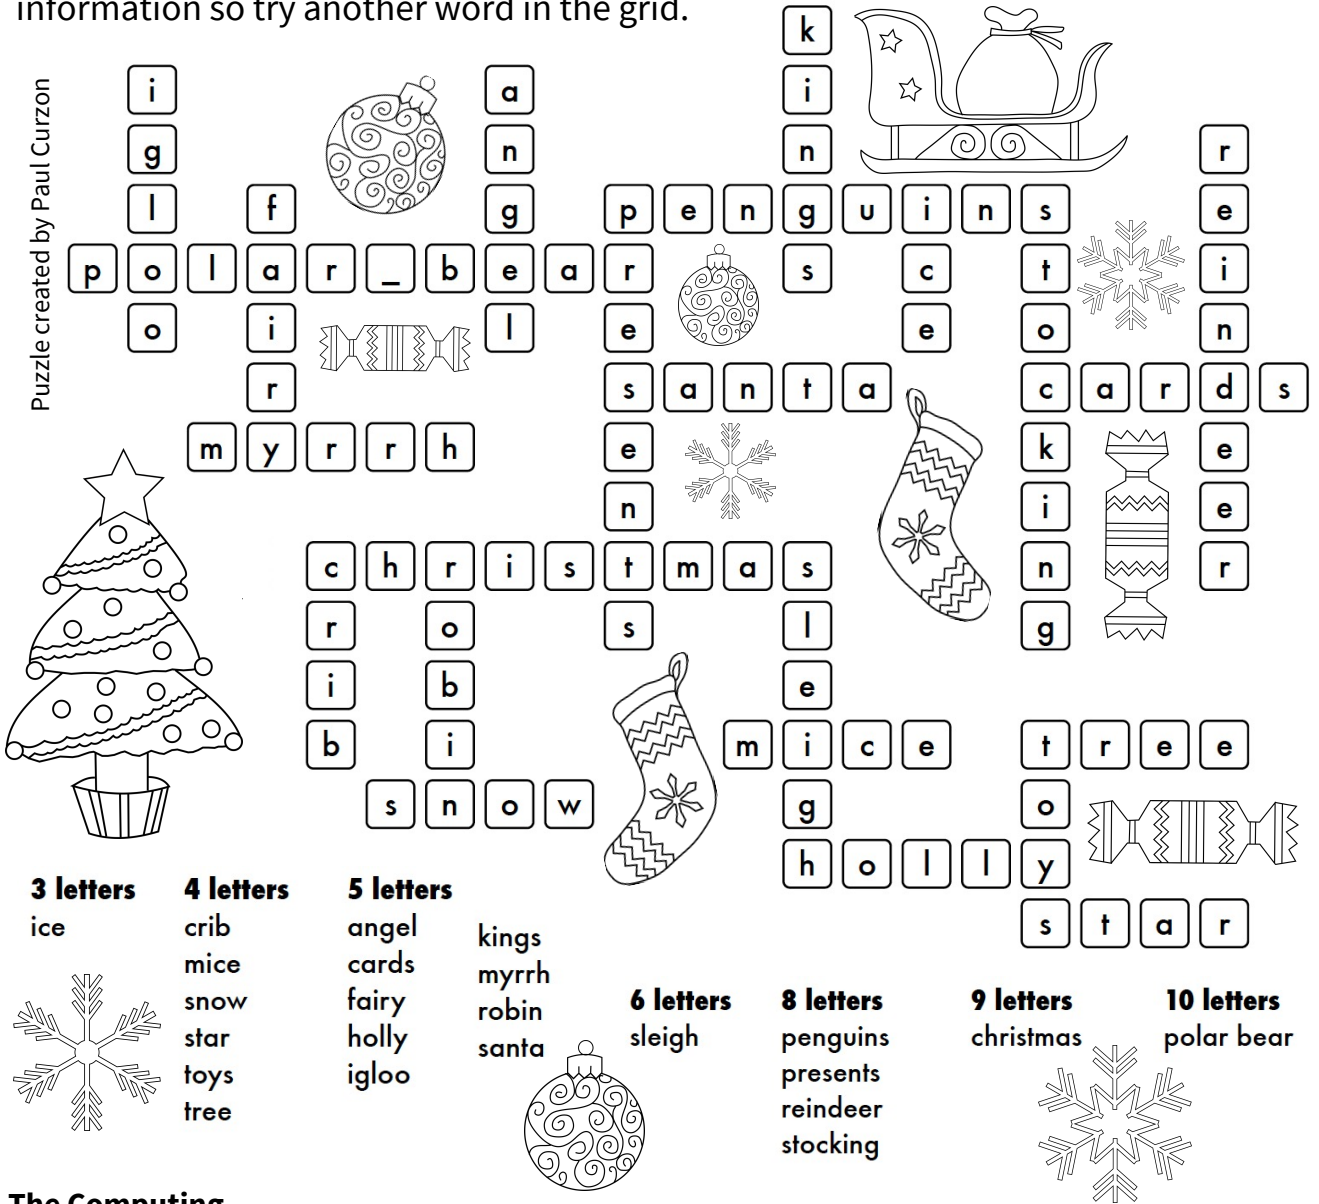 information so try another word in the grid.
Puzzle created by Paul Curzon
k
i a i
g n n r
l f g p e n g u i n s e
p o l a r _ b e a r s c t i
o i l e e o n
r s a n t a c a r d s
m y r r h e k e
n i e
c h r i s t m a s n r
r o s l g
i b e
b i m i c e t r e e
s n o w g o
h o l l y
s t a r
3 letters
ice
4 letters
crib
mice
snow
star
toys
tree
5 letters
angel
cards
fairy
holly
igloo
kings
myrrh
robin
santa
6 letters
sleigh
8 letters
penguins
presents
reindeer
stocking
9 letters
christmas
10 letters
polar bear
The Computing